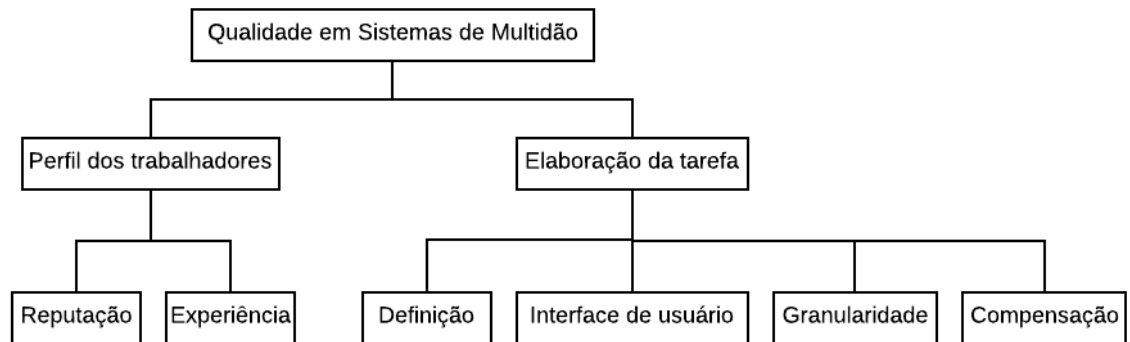 Qualidade em Sistemas de Multidão
Perfil dos trabalhadores
Elaboração da tarefa
Reputação
Experiência
Definição
Interface de usuário
Granularidade
Compensação